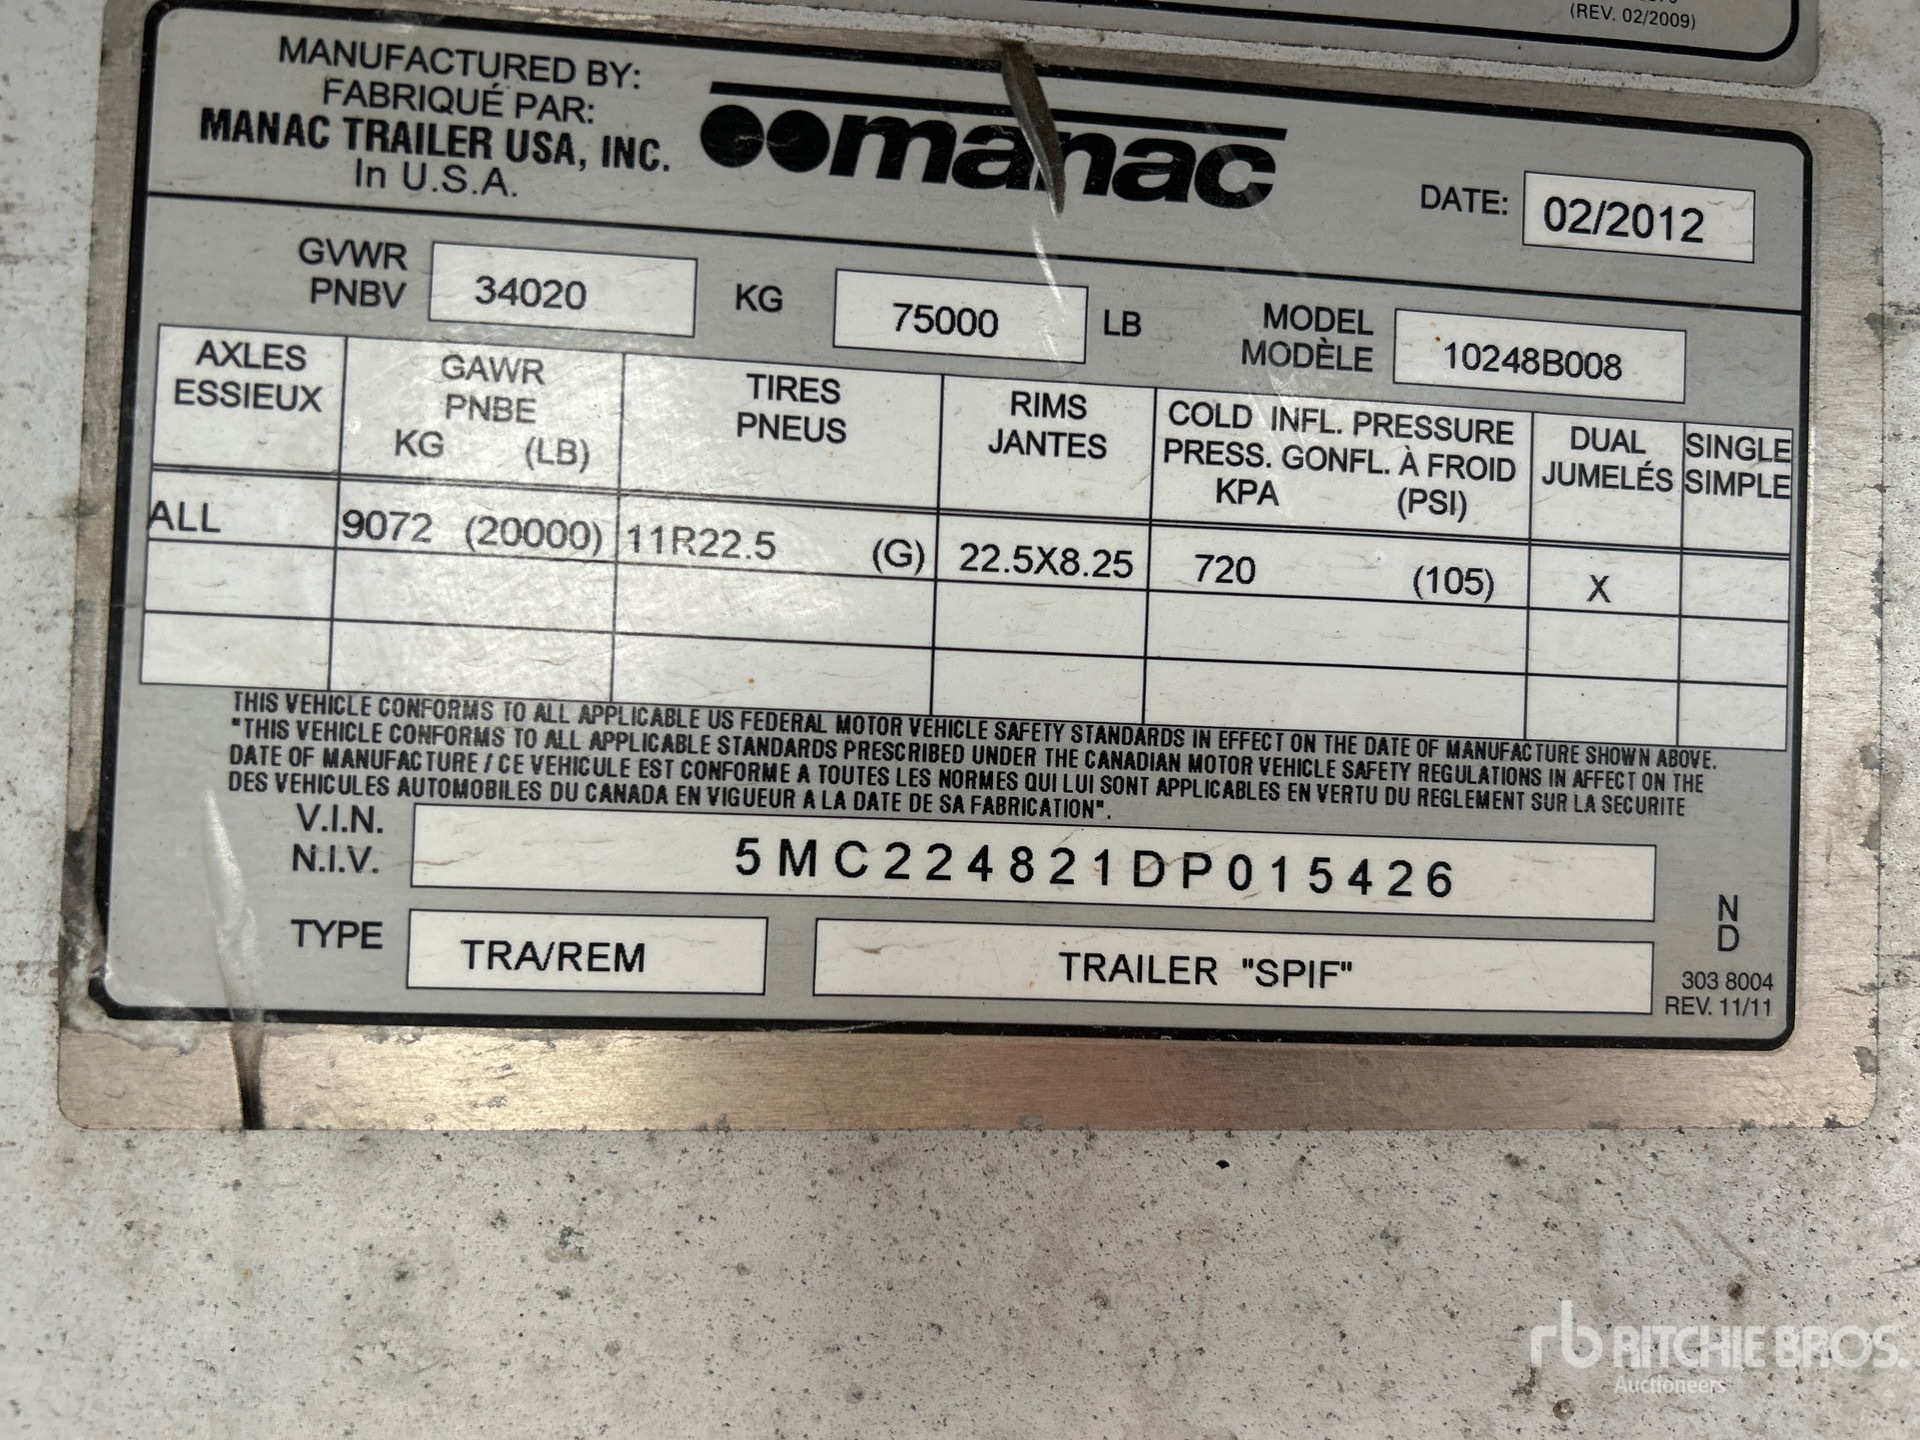 (REV. 02/2009)
MANUFACTURED BY:
FABRIQUÉ PAR:
MANAC TRAILER USA, INC.
In U.S.A.
manac
DATE: 02/2012
GVWR
PNBV
34020 KG 75000 LB
MODEL
MODÈLE
10248B008
AXLES
ESSIEUX
GAWR
PNBE
KG (LB)
TIRES
PNEUS
RIMS
JANTES
COLD INFL. PRESSURE
PRESS. GONFL. À FROID
KPA (PSI)
DUAL
JUMELÉS
SINGLE
SIMPLE
ALL 9072 (20000) 11R22.5 (G) 22.5X8.25 720 (105) X
THIS VEHICLE CONFORMS TO ALL APPLICABLE US FEDERAL MOTOR VEHICLE SAFETY STANDARDS IN EFFECT ON THE DATE OF MANUFACTURE SHOWN ABOVE.
"THIS VEHICLE CONFORMS TO ALL APPLICABLE STANDARDS PRESCRIBED UNDER THE CANADIAN MOTOR VEHICLE SAFETY REGULATIONS IN AFFECT ON THE
DATE OF MANUFACTURE / CE VEHICULE EST CONFORME A TOUTES LES NORMES QUI LUI SONT APPLICABLES EN VERTU DU REGLEMENT SUR LA SECURITE
DES VEHICULES AUTOMOBILES DU CANADA EN VIGUEUR A LA DATE DE SA FABRICATION".
V.I.N.
N.I.V.
5MC224821DP015426
TYPE TRA/REM TRAILER "SPIF"
N
D
303 8004
REV. 11/11
rb RITCHIE BROS.
Auctioneers